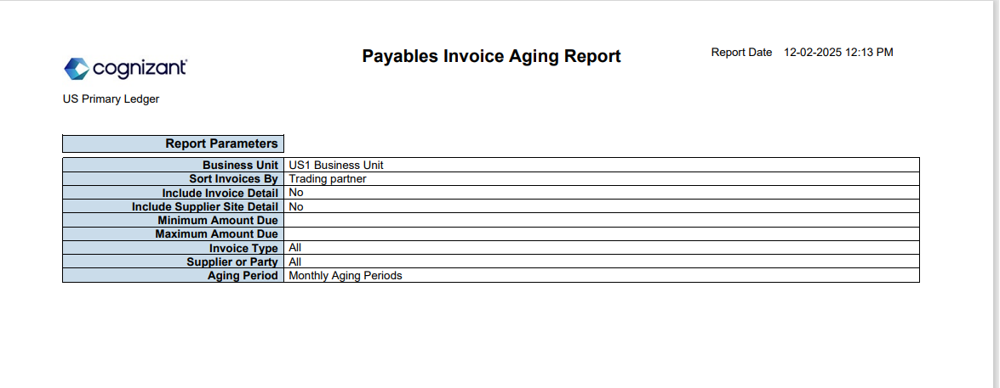 Payables Invoice Aging Report
Report Date 12-02-2025 12:13 PM
cognizant
US Primary Ledger
Report Parameters
Business Unit US1 Business Unit
Sort Invoices By Trading partner
Include Invoice Detail No
Include Supplier Site Detail No
Minimum Amount Due
Maximum Amount Due
Invoice Type All
Supplier or Party All
Aging Period Monthly Aging Periods